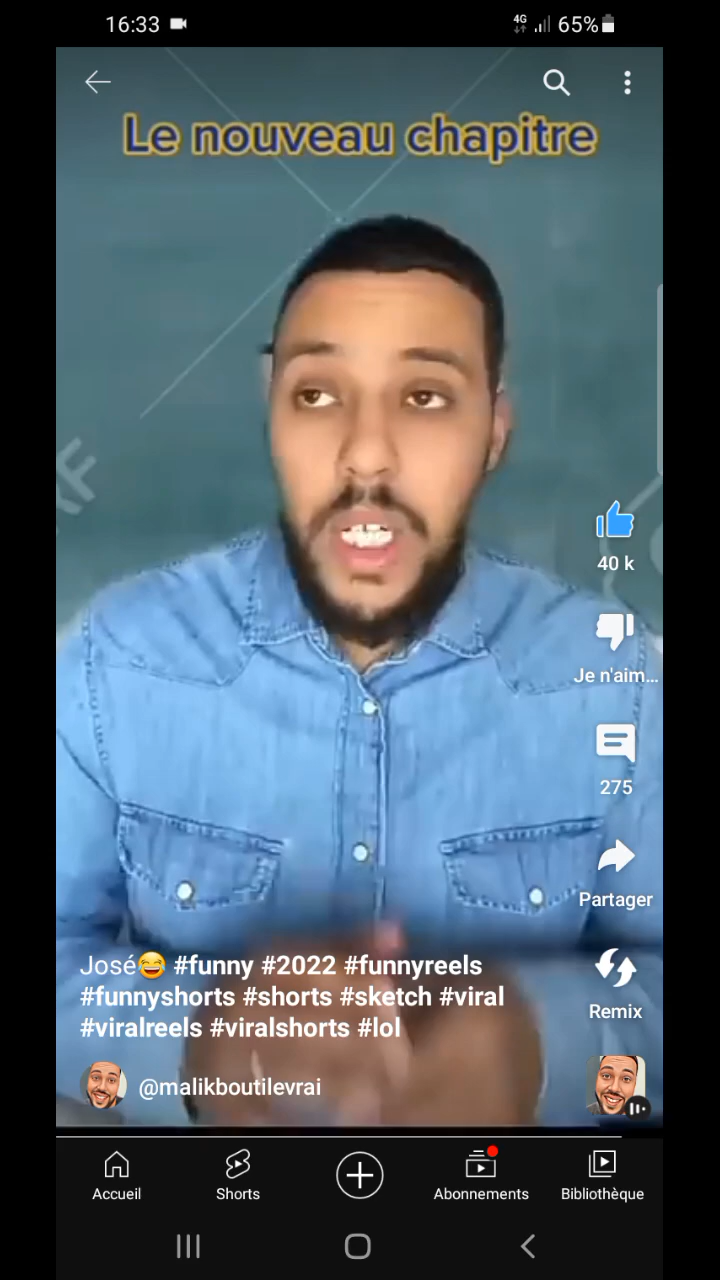 16:33
4G
65%
Le nouveau chapitre
RF
40 k
Je n'aim...
275
Partager
José😂 #funny #2022 #funnyreels
#funnyshorts #shorts #sketch #viral
#viralreels #viralshorts #lol
Remix
@malikboutilevrai
Accueil
Shorts
Abonnements
Bibliothèque